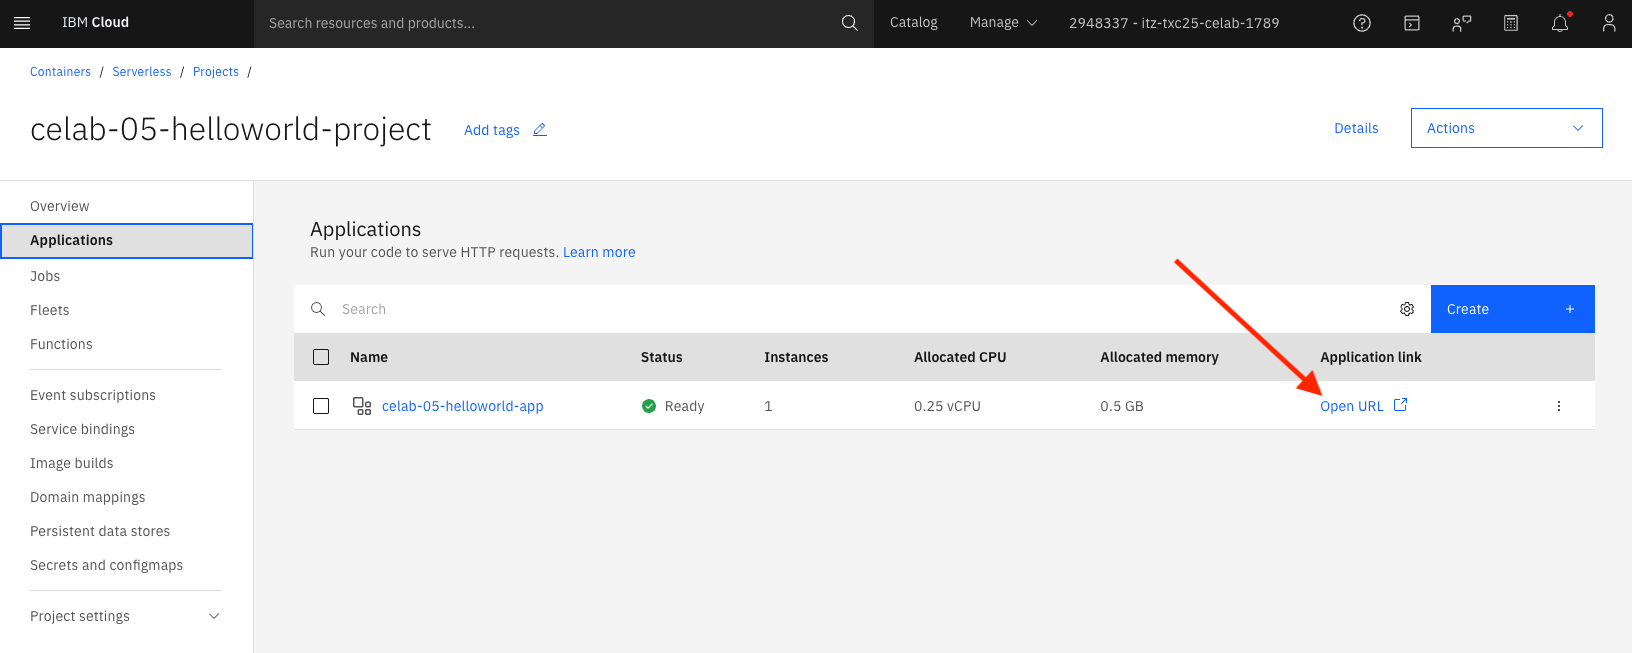 IBM Cloud
Search resources and products...
Catalog
Manage
2948337 - itz-txc25-celab-1789
Containers / Serverless / Projects /
celab-05-helloworld-project
Add tags
Details
Actions
Overview
Applications
Jobs
Fleets
Functions
Event subscriptions
Service bindings
Image builds
Domain mappings
Persistent data stores
Secrets and configmaps
Project settings
Applications
Run your code to serve HTTP requests. Learn more
Search
Create +
Name Status Instances Allocated CPU Allocated memory Application link
celab-05-helloworld-app Ready 1 0.25 vCPU 0.5 GB Open URL